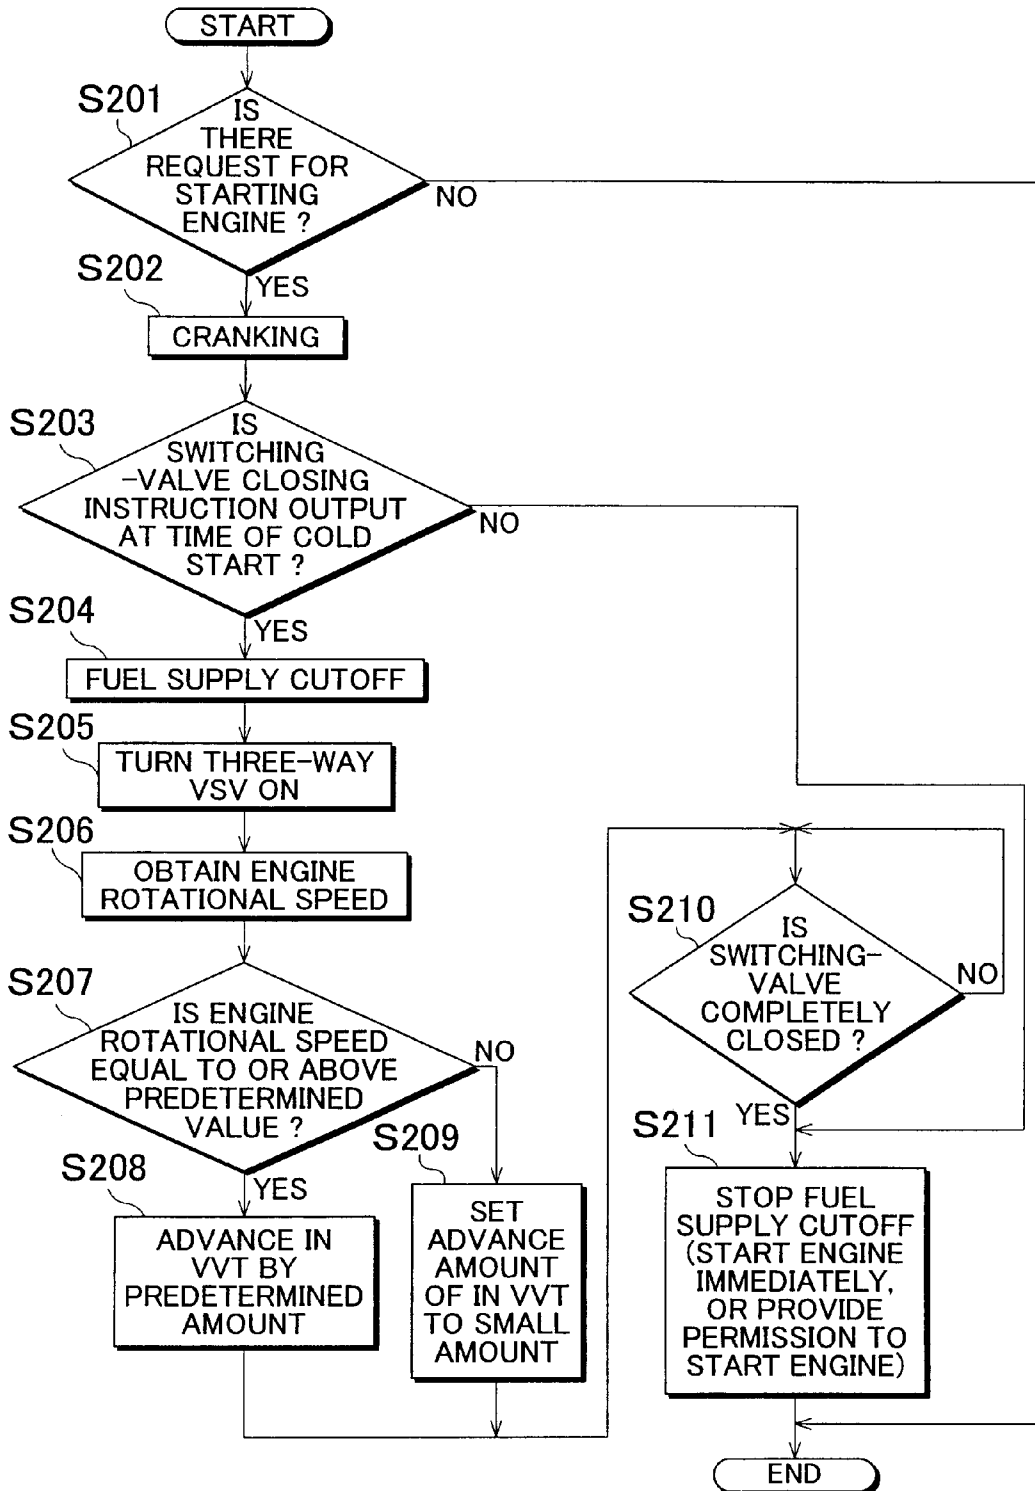 START
S201
IS
THERE
REQUEST FOR
STARTING
ENGINE ?
NO
YES
S202
CRANKING
S203
IS
SWITCHING
-VALVE CLOSING
INSTRUCTION OUTPUT
AT TIME OF COLD
START ?
NO
YES
S204
FUEL SUPPLY CUTOFF
S205
TURN THREE-WAY
VSV ON
S206
OBTAIN ENGINE
ROTATIONAL SPEED
S207
IS ENGINE
ROTATIONAL SPEED
EQUAL TO OR ABOVE
PREDETERMINED
VALUE ?
NO
YES
S208
ADVANCE IN
VVT BY
PREDETERMINED
AMOUNT
S209
SET
ADVANCE
AMOUNT
OF IN VVT
TO SMALL
AMOUNT
S210
IS
SWITCHING-
VALVE
COMPLETELY
CLOSED ?
NO
YES
S211
STOP FUEL
SUPPLY CUTOFF
(START ENGINE
IMMEDIATELY,
OR PROVIDE
PERMISSION TO
START ENGINE)
END